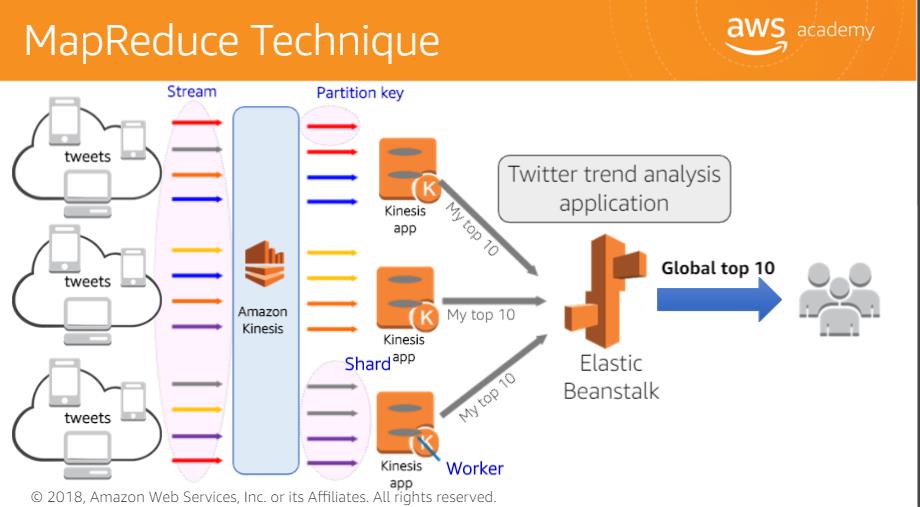 MapReduce Technique
aws academy
Stream
Partition key
tweets
tweets
tweets
Amazon
Kinesis
Kinesis
app
Kinesis
app
Shard
Kinesis
app
Worker
My top 10
My top 10
My top 10
Twitter trend analysis
application
Elastic
Beanstalk
Global top 10
K
K
K
© 2018, Amazon Web Services, Inc. or its Affiliates. All rights reserved.